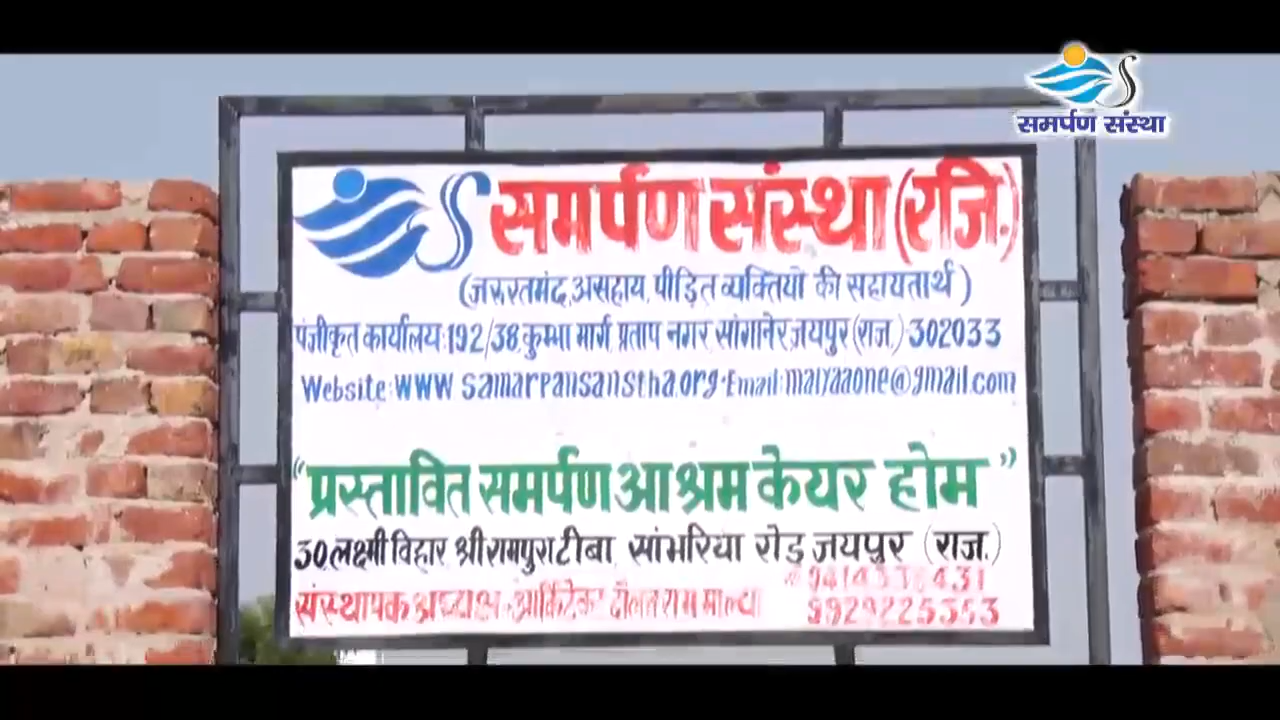 समर्पण संस्था
समर्पण संस्था (रजि.)
(जरूरतमंद, असहाय, पीड़ित व्यक्तियों की सहायतार्थ)
पंजीकृत कार्यालय: 192/38, कुम्भा मार्ग प्रताप नगर सांगानेर, जयपुर (राज.) 302033
Website: WWW samarpansanstha.org. Email: malyaaone@gmail.com
"प्रस्तावित समर्पण आश्रम केयर होम"
30, लक्ष्मी विहार, श्रीरामपुरा टीबा, सांभरिया रोड़ जयपुर (राज.)
संस्थापक अध्यक्ष - आर्किटेक्ट दौलत राम माल्या
9929225353